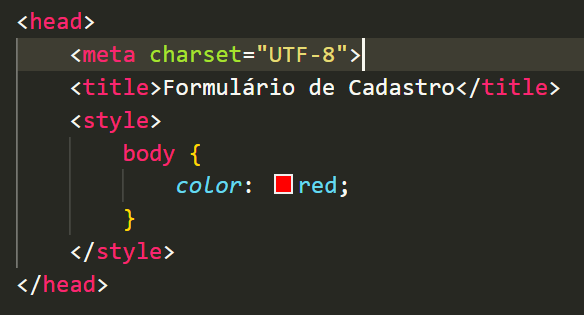 <head>
<meta charset="UTF-8">
<title>Formulário de Cadastro</title>
<style>
body {
color: red;
}
</style>
</head>